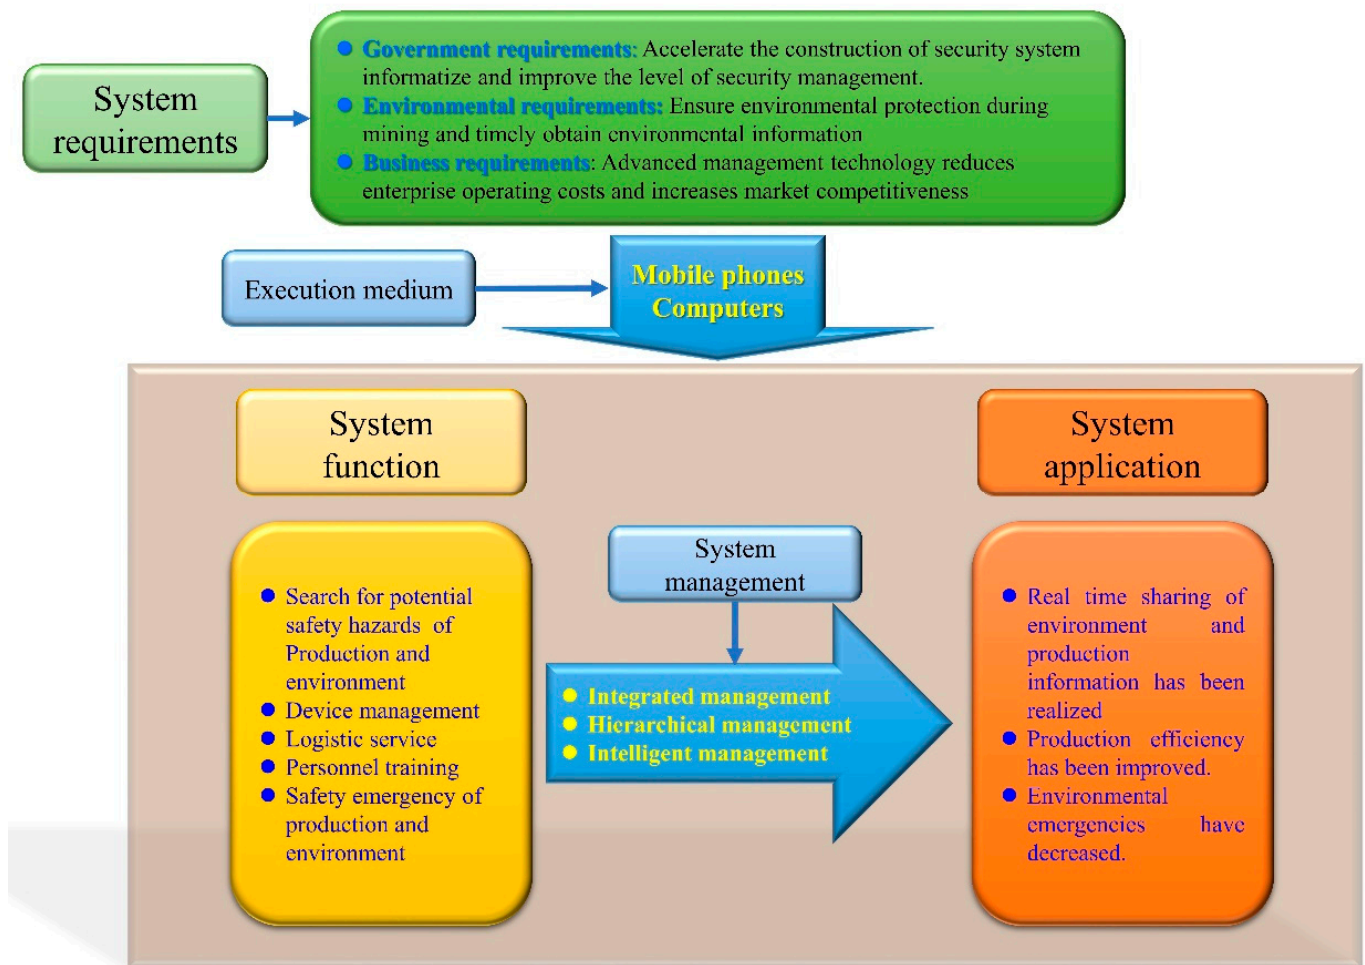 System
requirements
● Government requirements: Accelerate the construction of security system
informatize and improve the level of security management.
● Environmental requirements: Ensure environmental protection during
mining and timely obtain environmental information
● Business requirements: Advanced management technology reduces
enterprise operating costs and increases market competitiveness
Execution medium
Mobile phones
Computers
System
function
System
application
● Search for potential
safety hazards of
Production and
environment
● Device management
● Logistic service
● Personnel training
● Safety emergency of
production and
environment
System
management
● Integrated management
● Hierarchical management
● Intelligent management
● Real time sharing of
environment and
production
information has been
realized
● Production efficiency
has been improved.
● Environmental
emergencies have
decreased.